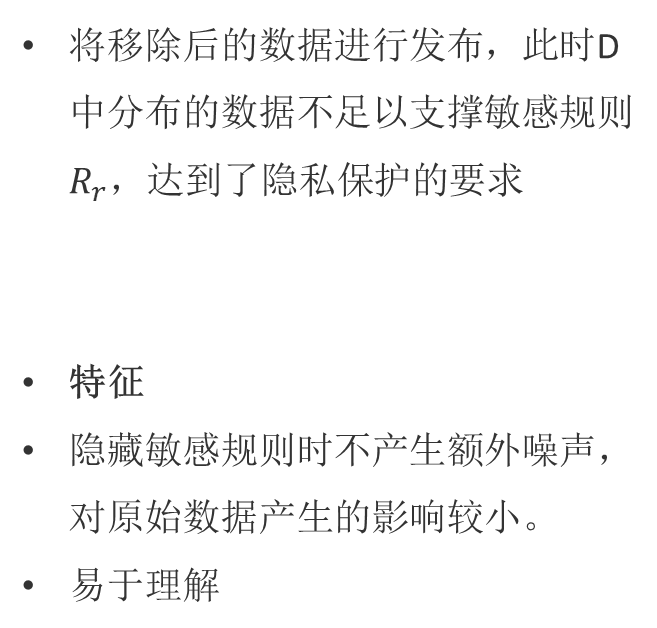 • 将移除后的数据进行发布，此时D
中分布的数据不足以支撑敏感规则
Rᵣ，达到了隐私保护的要求
• 特征
• 隐藏敏感规则时不产生额外噪声，
对原始数据产生的影响较小。
• 易于理解